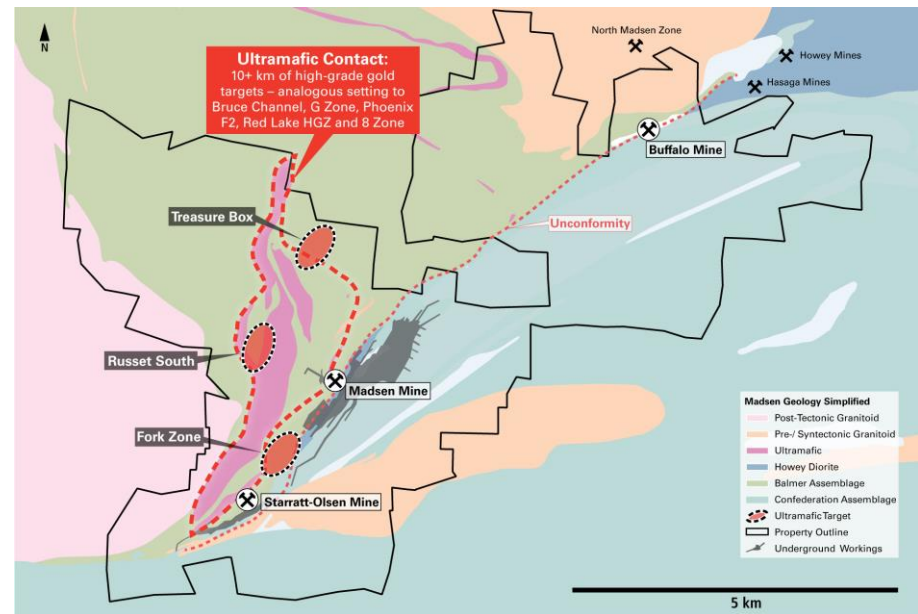 N
North Madsen Zone
Howey Mines
Hasaga Mines
Ultramafic Contact:
10+ km of high-grade gold
targets – analogous setting to
Bruce Channel, G Zone, Phoenix
F2, Red Lake HGZ and 8 Zone
Buffalo Mine
Treasure Box
Unconformity
Russet South
Madsen Mine
Fork Zone
Starratt-Olsen Mine
Madsen Geology Simplified
Post-Tectonic Granitoid
Pre-/ Syntectonic Granitoid
Ultramafic
Howey Diorite
Balmer Assemblage
Confederation Assemblage
Ultramafic Target
Property Outline
Underground Workings
5 km